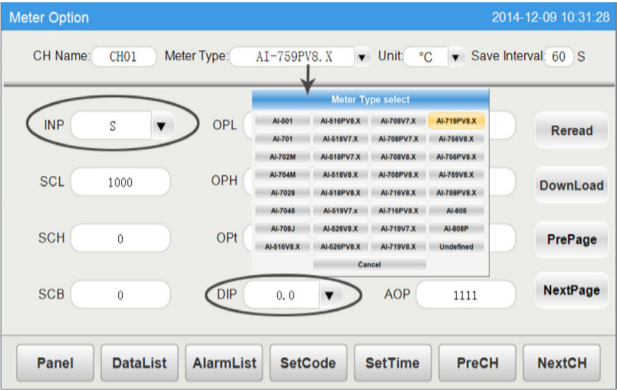 Meter Option 2014-12-09 10:31:28
CH Name: CH01 Meter Type: AI-759PV8.X Unit: °C Save Interval: 60 S
Meter Type select
INP S OPL
AI-501 AI-516PV8.X AI-708V7.X AI-719PV8.X
AI-701 AI-518V7.X AI-708PV7.X AI-756V8.X
AI-702M AI-518PV7.X AI-708V8.X AI-756PV8.X
AI-704M AI-518V8.X AI-708PV8.X AI-759V8.X
AI-7028 AI-518PV8.X AI-716V8.X AI-759PV8.X
AI-7048 AI-519V7.x AI-716PV8.X AI-808
AI-708J AI-526V8.X AI-719V7.X AI-808P
AI-516V8.X AI-526PV8.X AI-719V8.X Undefined
Cancel
Reread
SCL 1000 OPH DownLoad
SCH 0 OPt PrePage
SCB 0 DIP 0.0 AOP 1111 NextPage
Panel DataList AlarmList SetCode SetTime PreCH NextCH